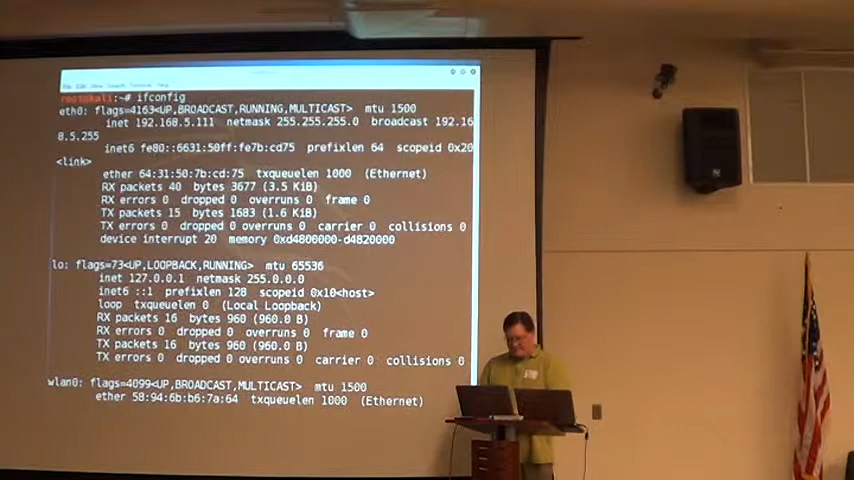 root@kali:~# ifconfig
eth0: flags=4163<UP,BROADCAST,RUNNING,MULTICAST>  mtu 1500
inet 192.168.5.111  netmask 255.255.255.0  broadcast 192.16
8.5.255
inet6 fe80::6631:50ff:fe7b:cd75  prefixlen 64  scopeid 0x20
<link>
ether 64:31:50:7b:cd:75  txqueuelen 1000  (Ethernet)
RX packets 40  bytes 3677 (3.5 KiB)
RX errors 0  dropped 0  overruns 0  frame 0
TX packets 15  bytes 1683 (1.6 KiB)
TX errors 0  dropped 0 overruns 0  carrier 0  collisions 0
device interrupt 20  memory 0xd4800000-d4820000
lo: flags=73<UP,LOOPBACK,RUNNING>  mtu 65536
inet 127.0.0.1  netmask 255.0.0.0
inet6 ::1  prefixlen 128  scopeid 0x10<host>
loop  txqueuelen 0  (Local Loopback)
RX packets 16  bytes 960 (960.0 B)
RX errors 0  dropped 0  overruns 0  frame 0
TX packets 16  bytes 960 (960.0 B)
TX errors 0  dropped 0 overruns 0  carrier 0  collisions 0
wlan0: flags=4099<UP,BROADCAST,MULTICAST>  mtu 1500
ether 58:94:6b:b6:7a:64  txqueuelen 1000  (Ethernet)